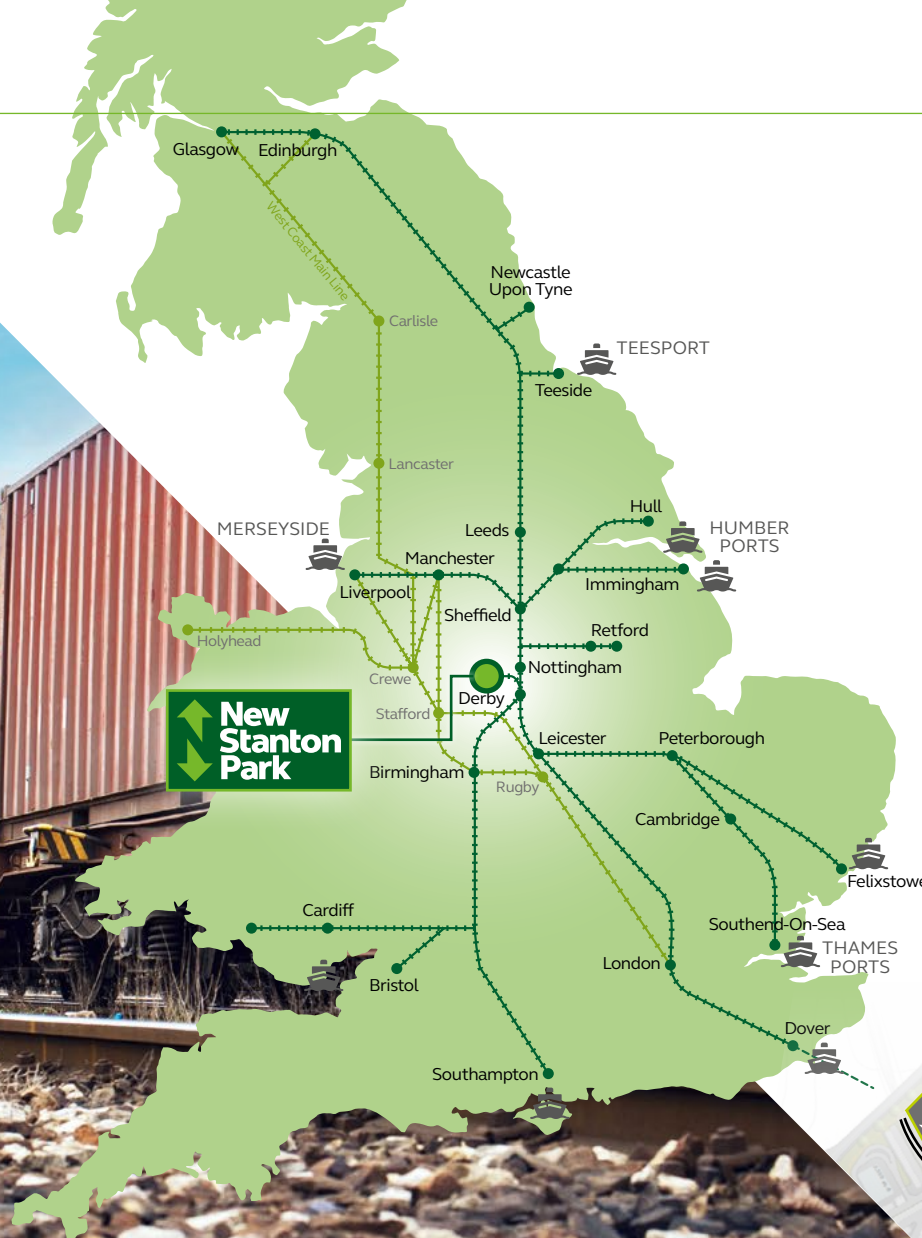 Glasgow
Edinburgh
West Coast Main Line
Newcastle
Upon Tyne
Carlisle
TEESPORT
Teeside
Lancaster
Hull
MERSEYSIDE
Leeds
HUMBER
PORTS
Manchester
Liverpool
Immingham
Sheffield
Holyhead
Retford
Nottingham
Crewe
Derby
Stafford
New
Stanton
Park
Leicester
Peterborough
Birmingham
Rugby
Cambridge
Felixstowe
Cardiff
Southend-On-Sea
THAMES
PORTS
London
Bristol
Dover
Southampton